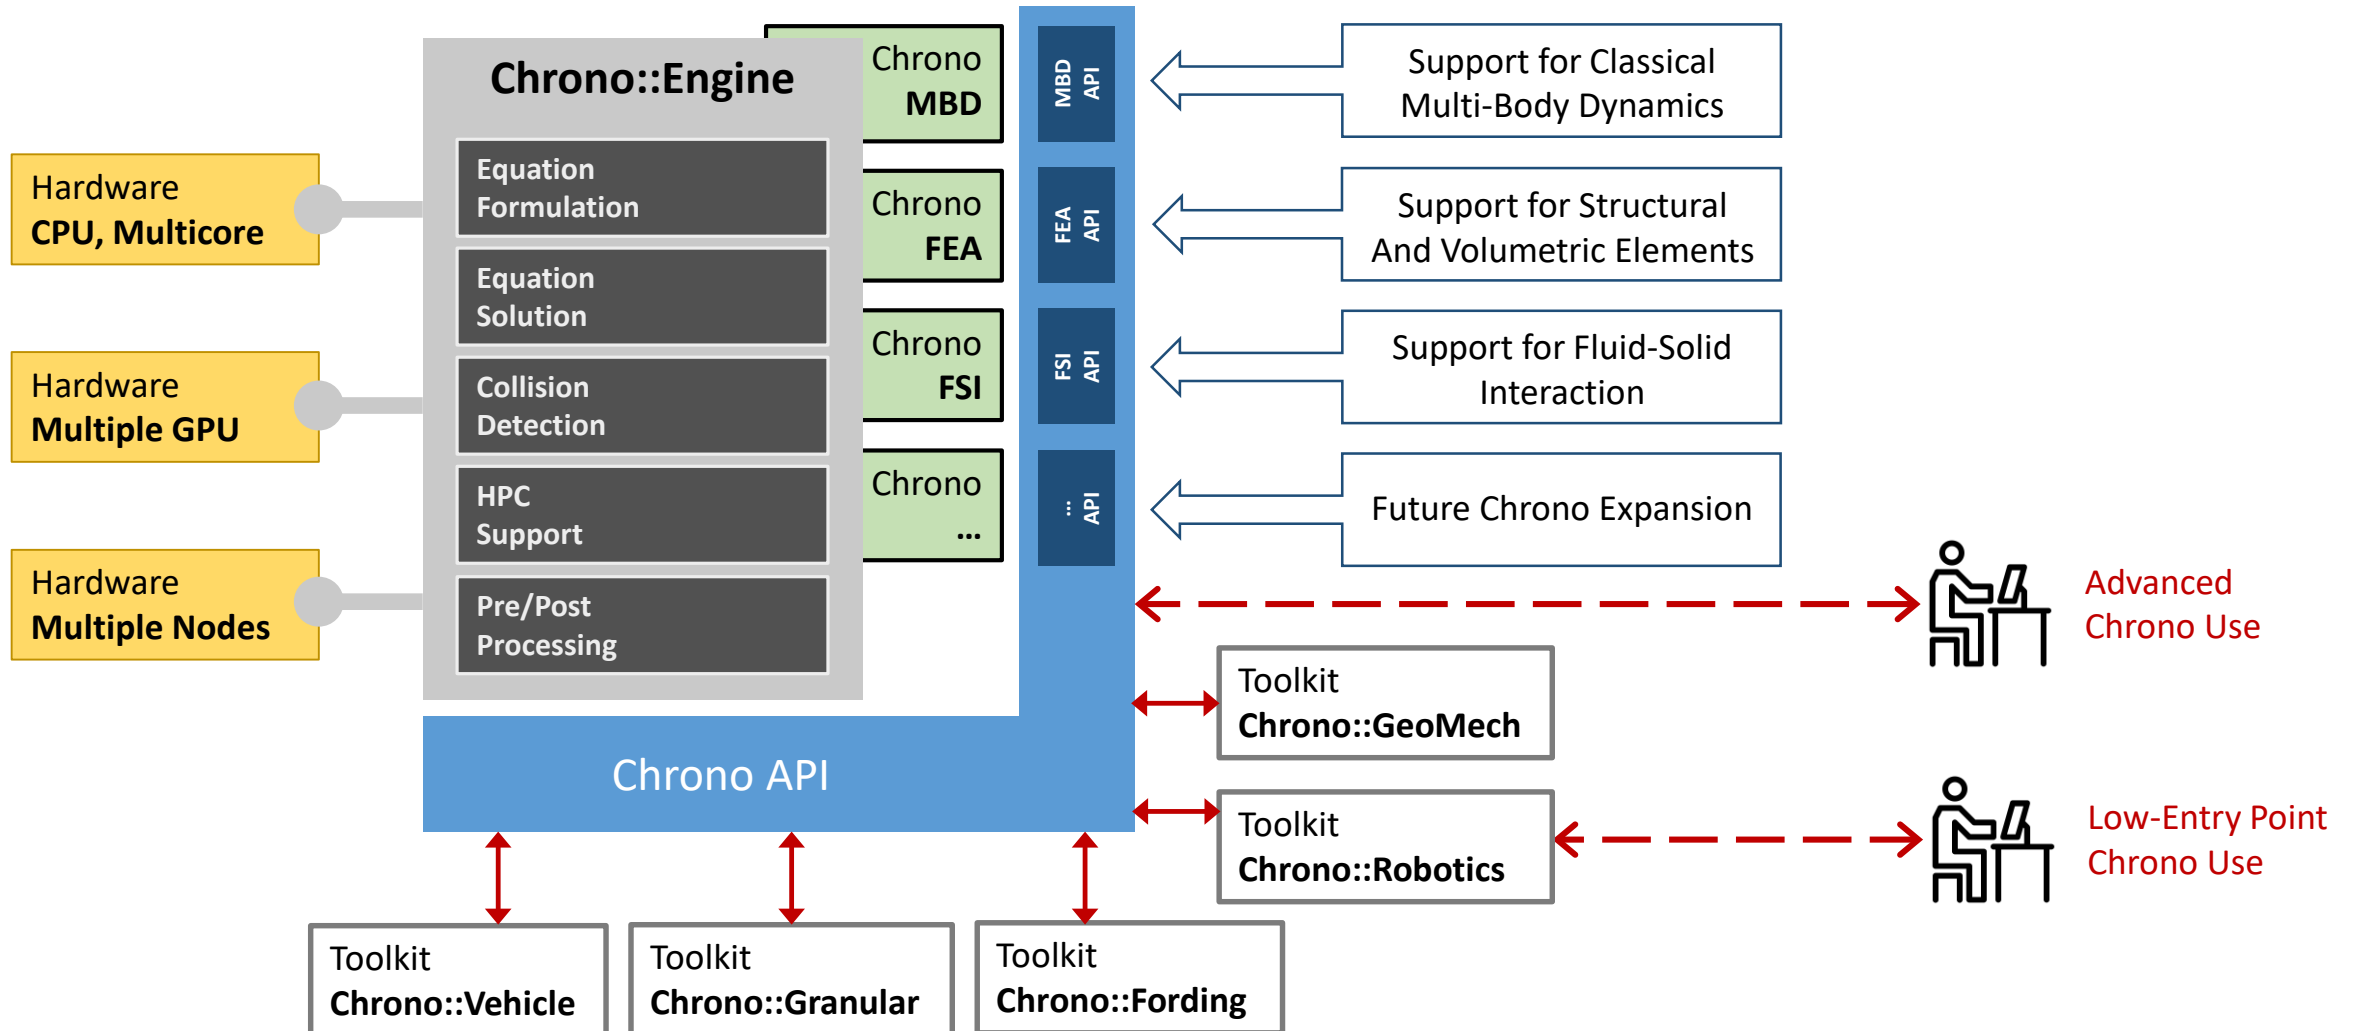 Chrono::Engine
Equation
Formulation
Equation
Solution
Collision
Detection
HPC
Support
Pre/Post
Processing
Hardware
CPU, Multicore
Hardware
Multiple GPU
Hardware
Multiple Nodes
Chrono
MBD
Chrono
FEA
Chrono
FSI
Chrono
...
MBD
API
FEA
API
FSI
API
...
API
Support for Classical
Multi-Body Dynamics
Support for Structural
And Volumetric Elements
Support for Fluid-Solid
Interaction
Future Chrono Expansion
Advanced
Chrono Use
Toolkit
Chrono::GeoMech
Chrono API
Toolkit
Chrono::Robotics
Low-Entry Point
Chrono Use
Toolkit
Chrono::Vehicle
Toolkit
Chrono::Granular
Toolkit
Chrono::Fording